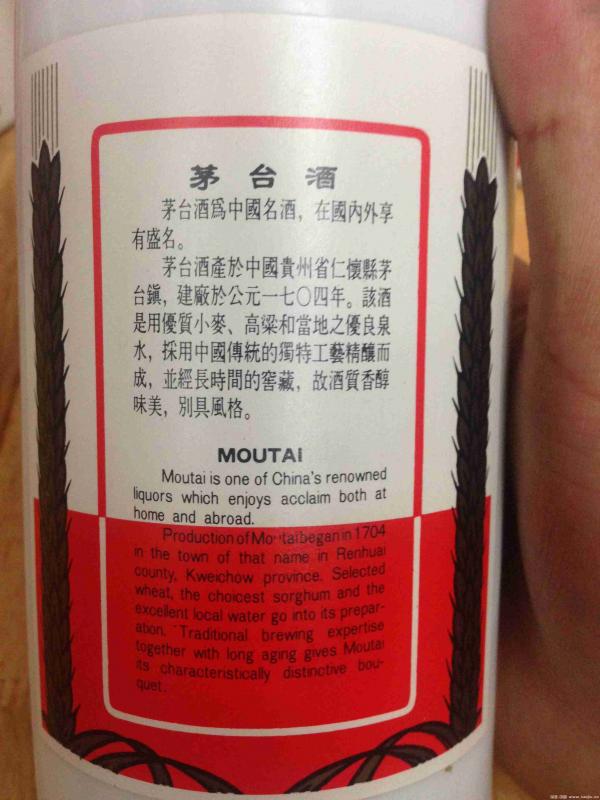 茅台酒
茅台酒爲中國名酒，在國內外享
有盛名。
茅台酒產於中國貴州省仁懷縣茅
台鎭，建廠於公元一七〇四年。該酒
是用優質小麥、高粱和當地之優良泉
水，採用中國傳統的獨特工藝精釀而
成，並經長時間的窖藏，故酒質香醇
味美，別具風格。
MOUTAI
Moutai is one of China's renowned
liquors which enjoys acclaim both at
home and abroad.
Production of Moutai began in 1704
in the town of that name in Renhuai
county, Kweichow province. Selected
wheat, the choicest sorghum and the
excellent local water go into its prepar-
ation. Traditional brewing expertise
together with long aging gives Moutai
its characteristically distinctive bou-
quet.